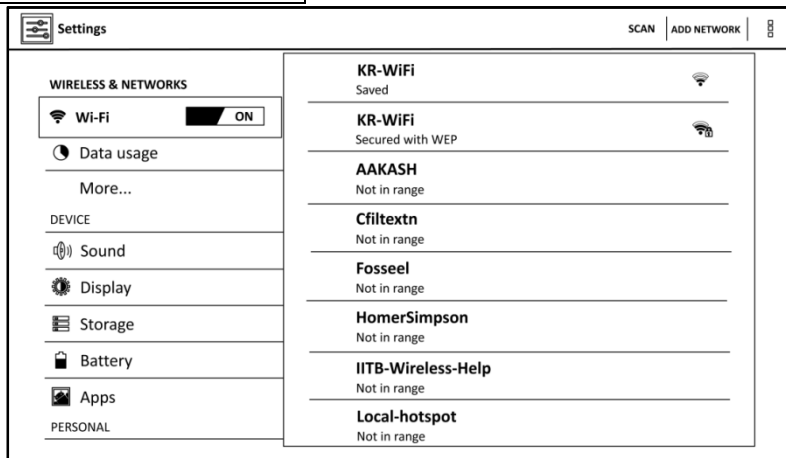 Settings
SCAN
ADD NETWORK
WIRELESS & NETWORKS
Wi-Fi
ON
Data usage
More...
DEVICE
Sound
Display
Storage
Battery
Apps
PERSONAL
KR-WiFi
Saved
KR-WiFi
Secured with WEP
AAKASH
Not in range
Cfiltextn
Not in range
Fosseel
Not in range
HomerSimpson
Not in range
IITB-Wireless-Help
Not in range
Local-hotspot
Not in range